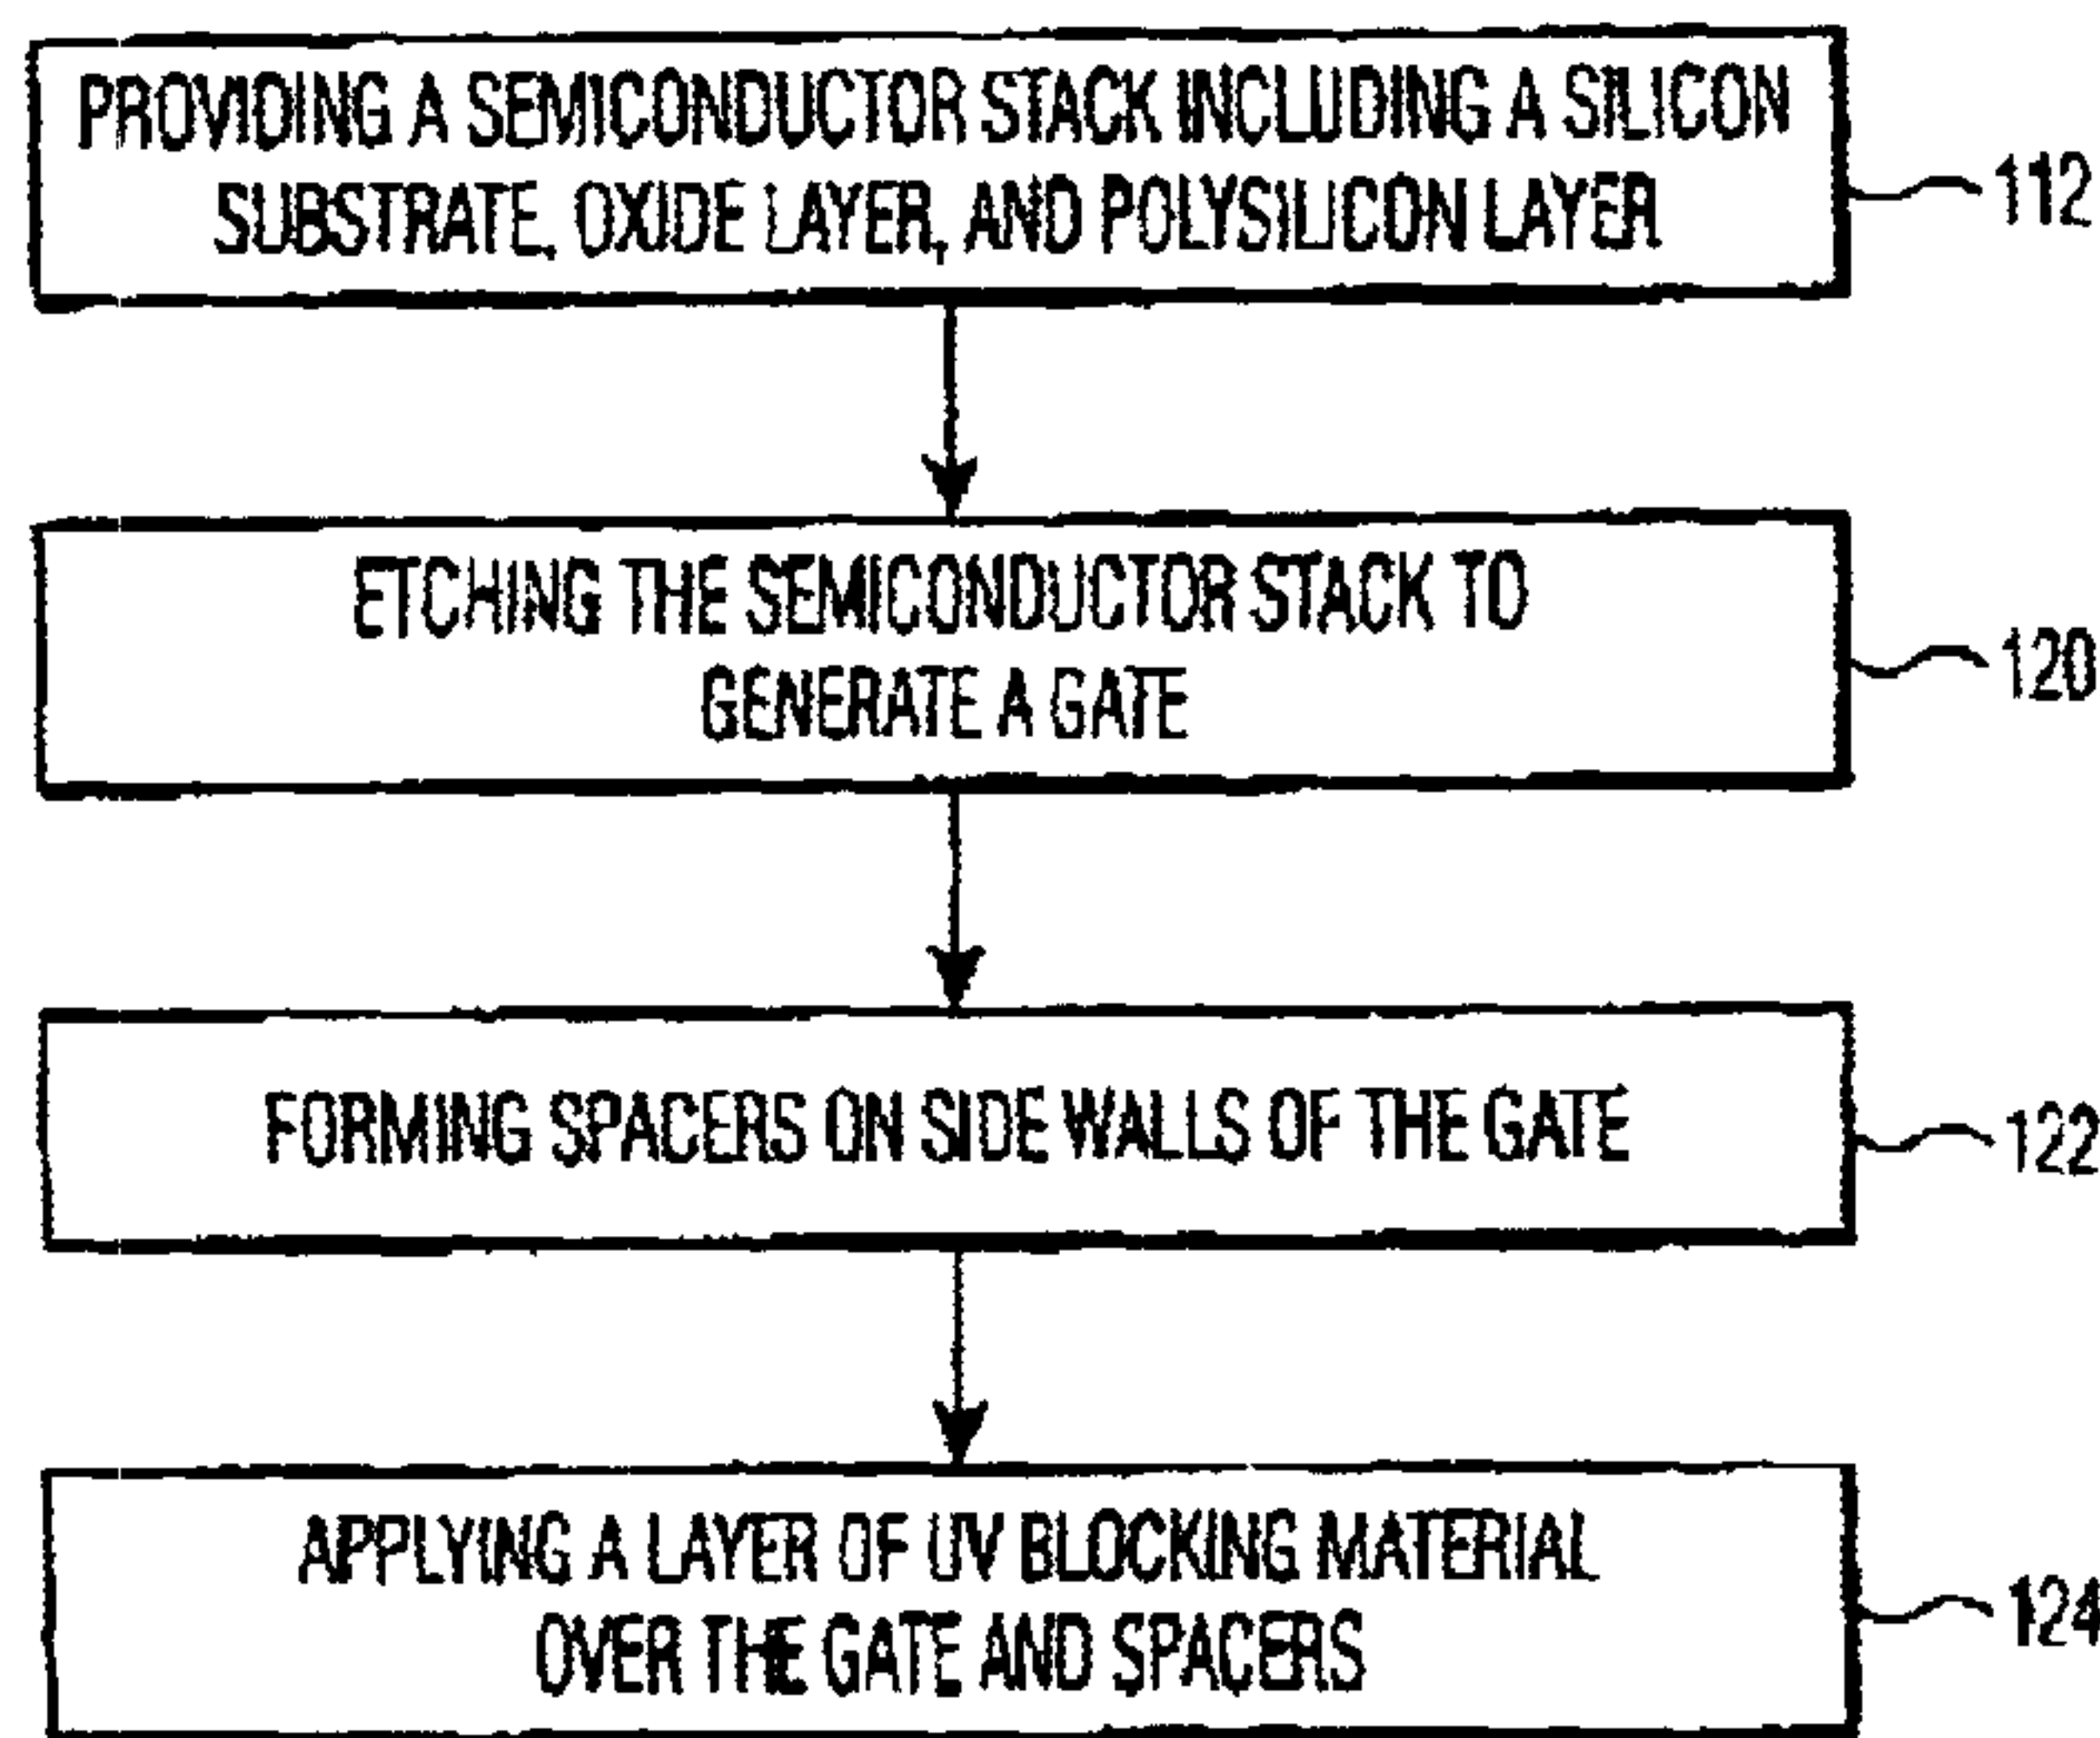 PROVIDING A SEMICONDUCTOR STACK INCLUDING A SILICON
SUBSTRATE, OXIDE LAYER, AND POLYSILICON LAYER
112
ETCHING THE SEMICONDUCTOR STACK TO
GENERATE A GATE
120
FORMING SPACERS ON SIDE WALLS OF THE GATE
122
APPLYING A LAYER OF UV BLOCKING MATERIAL
OVER THE GATE AND SPACERS
124